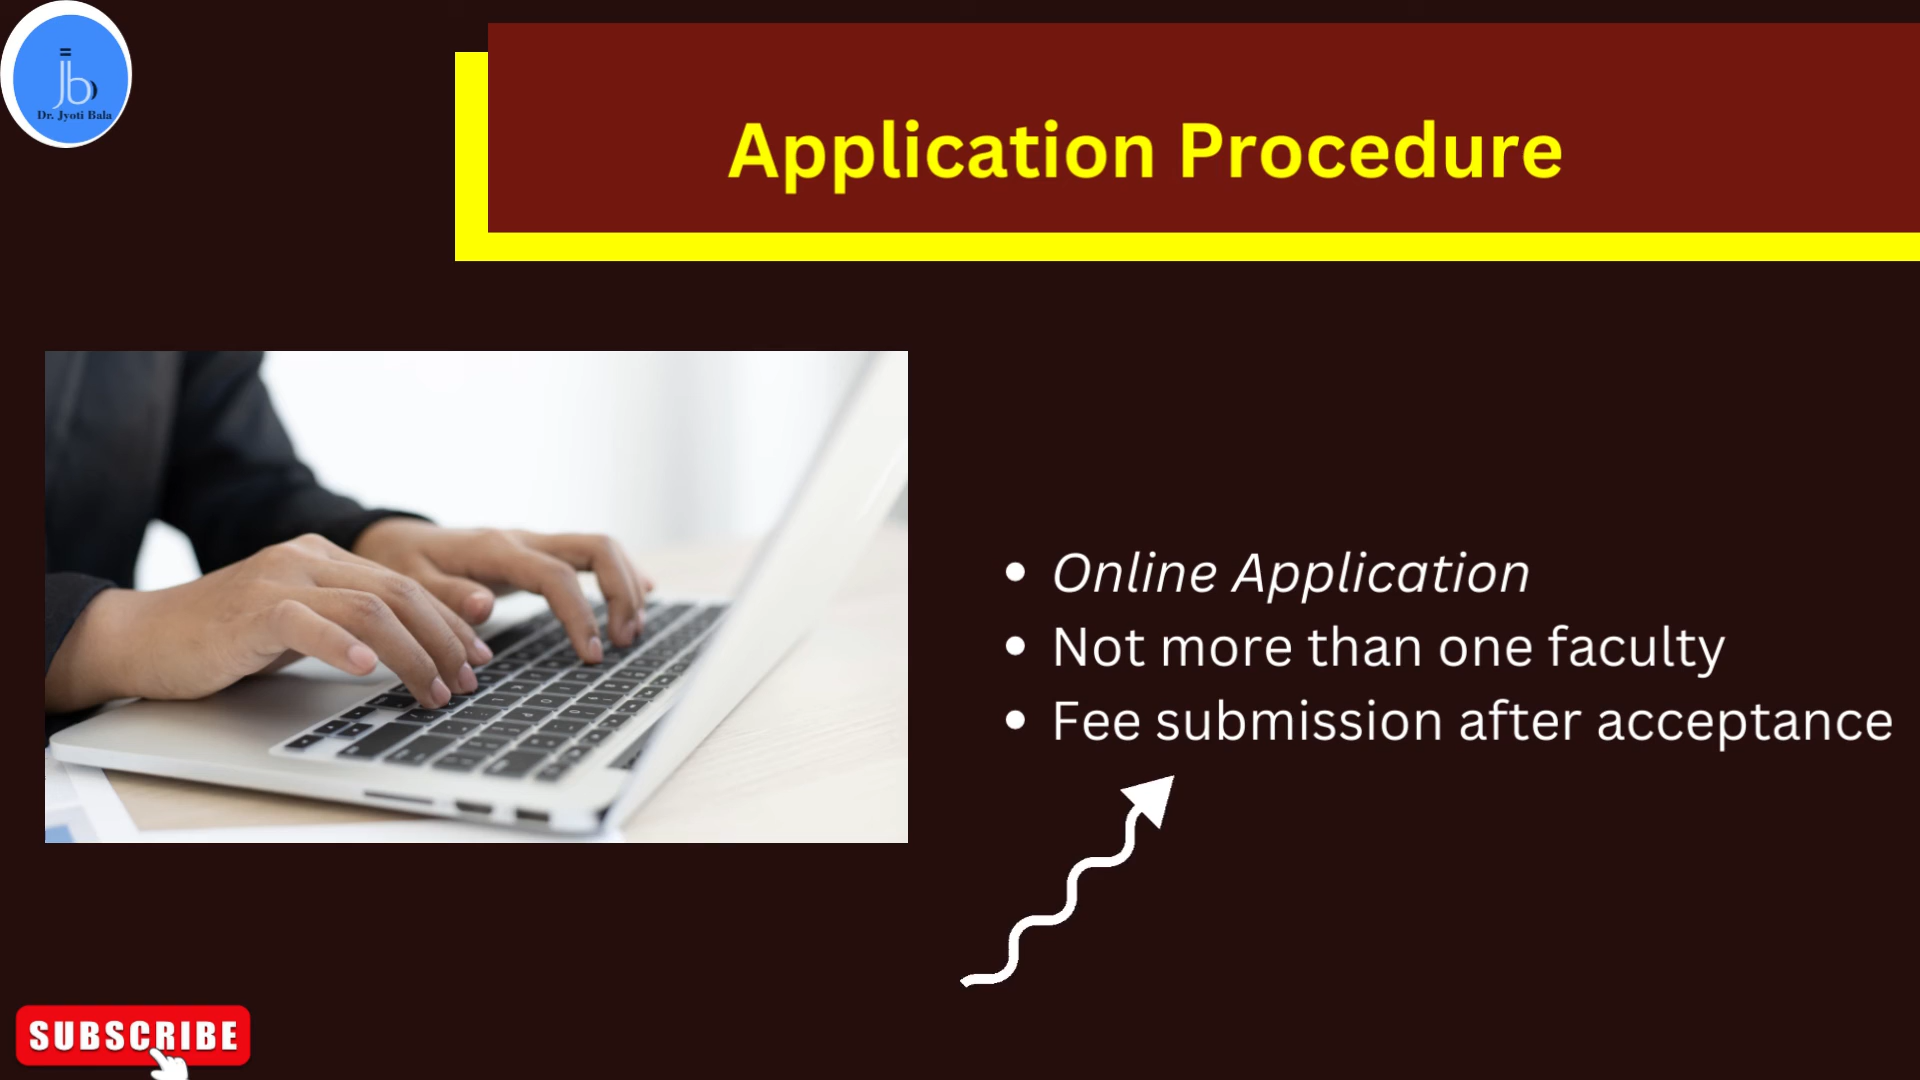 Dr. Jyoti Bala
Application Procedure
Online Application
Not more than one faculty
Fee submission after acceptance
SUBSCRIBE